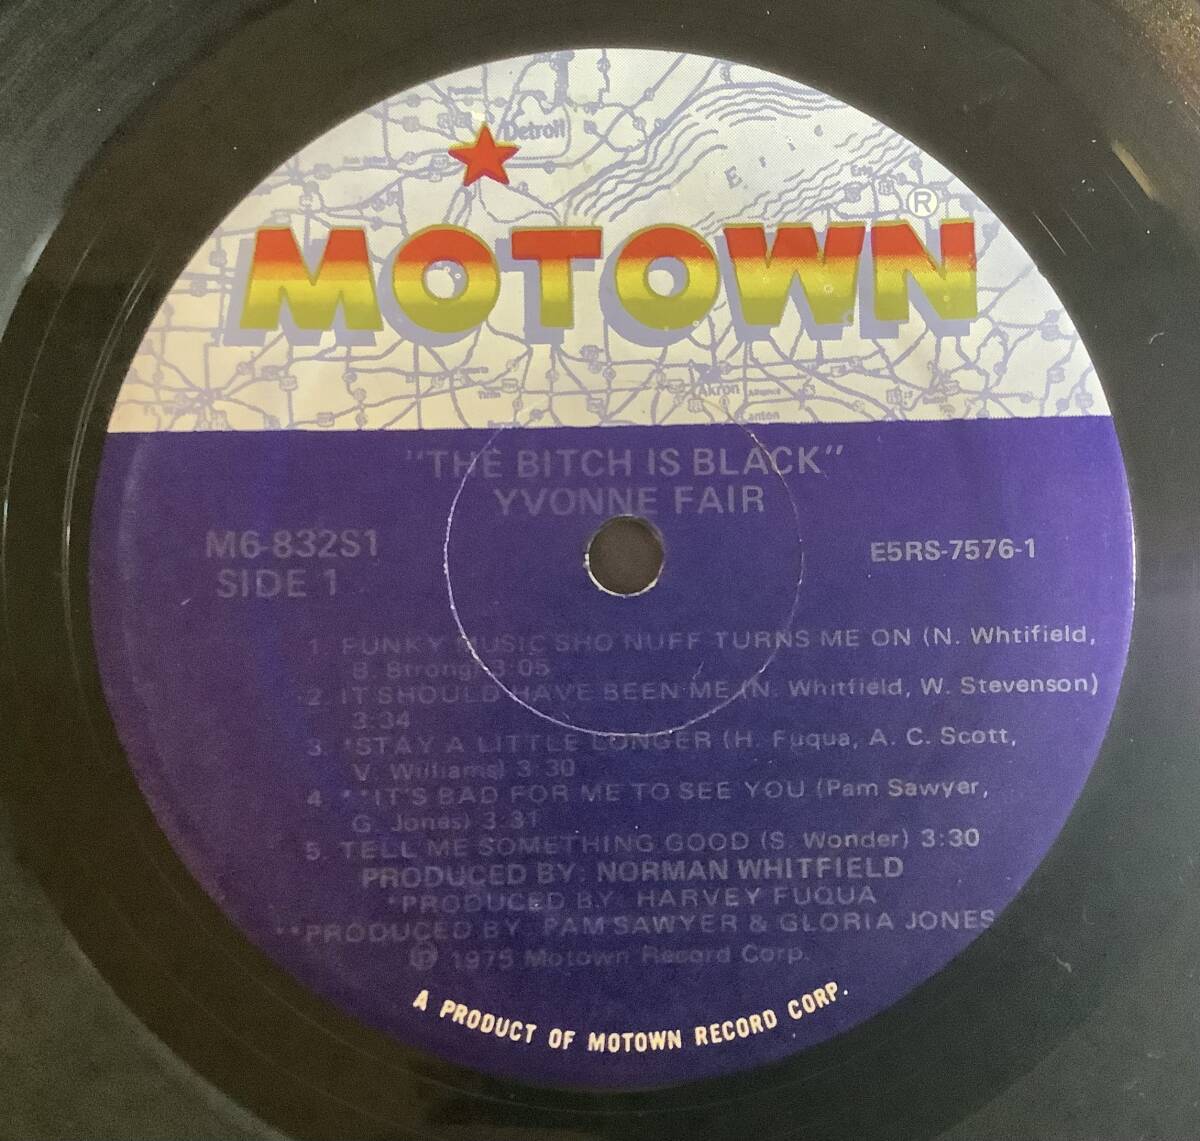 Detroit
Erie
®
MOTOWN
Akron
Canton
"THE BITCH IS BLACK"
YVONNE FAIR
M6-832S1
E5RS-7576-1
SIDE 1
1. FUNKY MUSIC SHO NUFF TURNS ME ON (N. Whtifield,
B. Strong) 3:05
2. IT SHOULD HAVE BEEN ME (N. Whitfield, W. Stevenson)
3:34
3. *STAY A LITTLE LONGER (H. Fuqua, A. C. Scott,
V. Williams) 3:30
4. **IT'S BAD FOR ME TO SEE YOU (Pam Sawyer,
G. Jones) 3:31
5. TELL ME SOMETHING GOOD (S. Wonder) 3:30
PRODUCED BY: NORMAN WHITFIELD
*PRODUCED BY: HARVEY FUQUA
**PRODUCED BY: PAM SAWYER & GLORIA JONES
℗ 1975 Motown Record Corp.
A PRODUCT OF MOTOWN RECORD CORP.